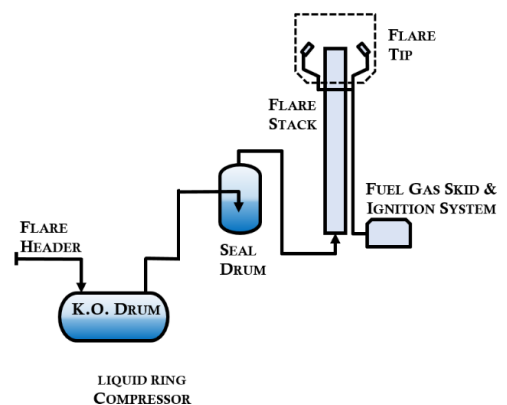 FLARE
TIP
FLARE
STACK
FUEL GAS SKID &
IGNITION SYSTEM
FLARE
HEADER
SEAL
DRUM
K.O. DRUM
LIQUID RING
COMPRESSOR